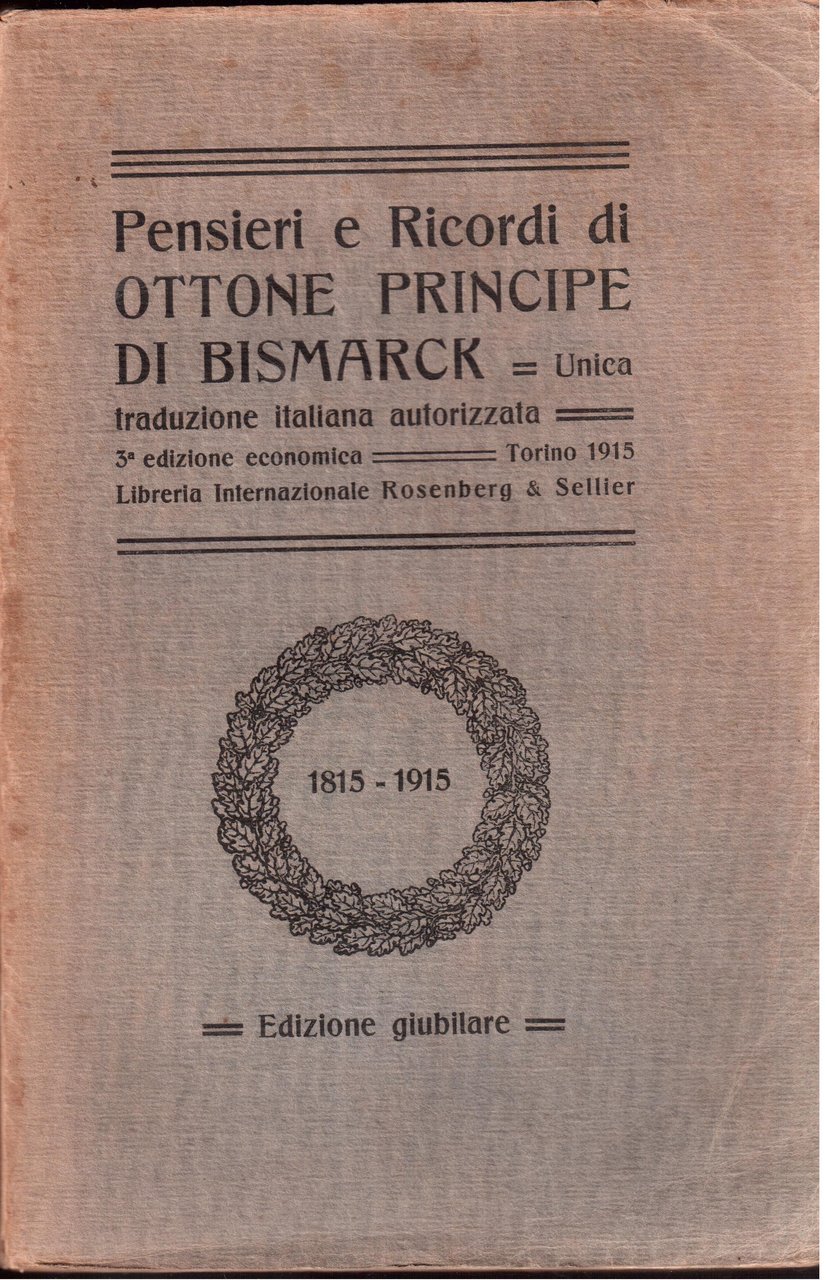 Pensieri e Ricordi di
OTTONE PRINCIPE
DI BISMARCK = Unica
traduzione italiana autorizzata
3ª edizione economica Torino 1915
Libreria Internazionale Rosenberg & Sellier
1815 - 1915
Edizione giubilare